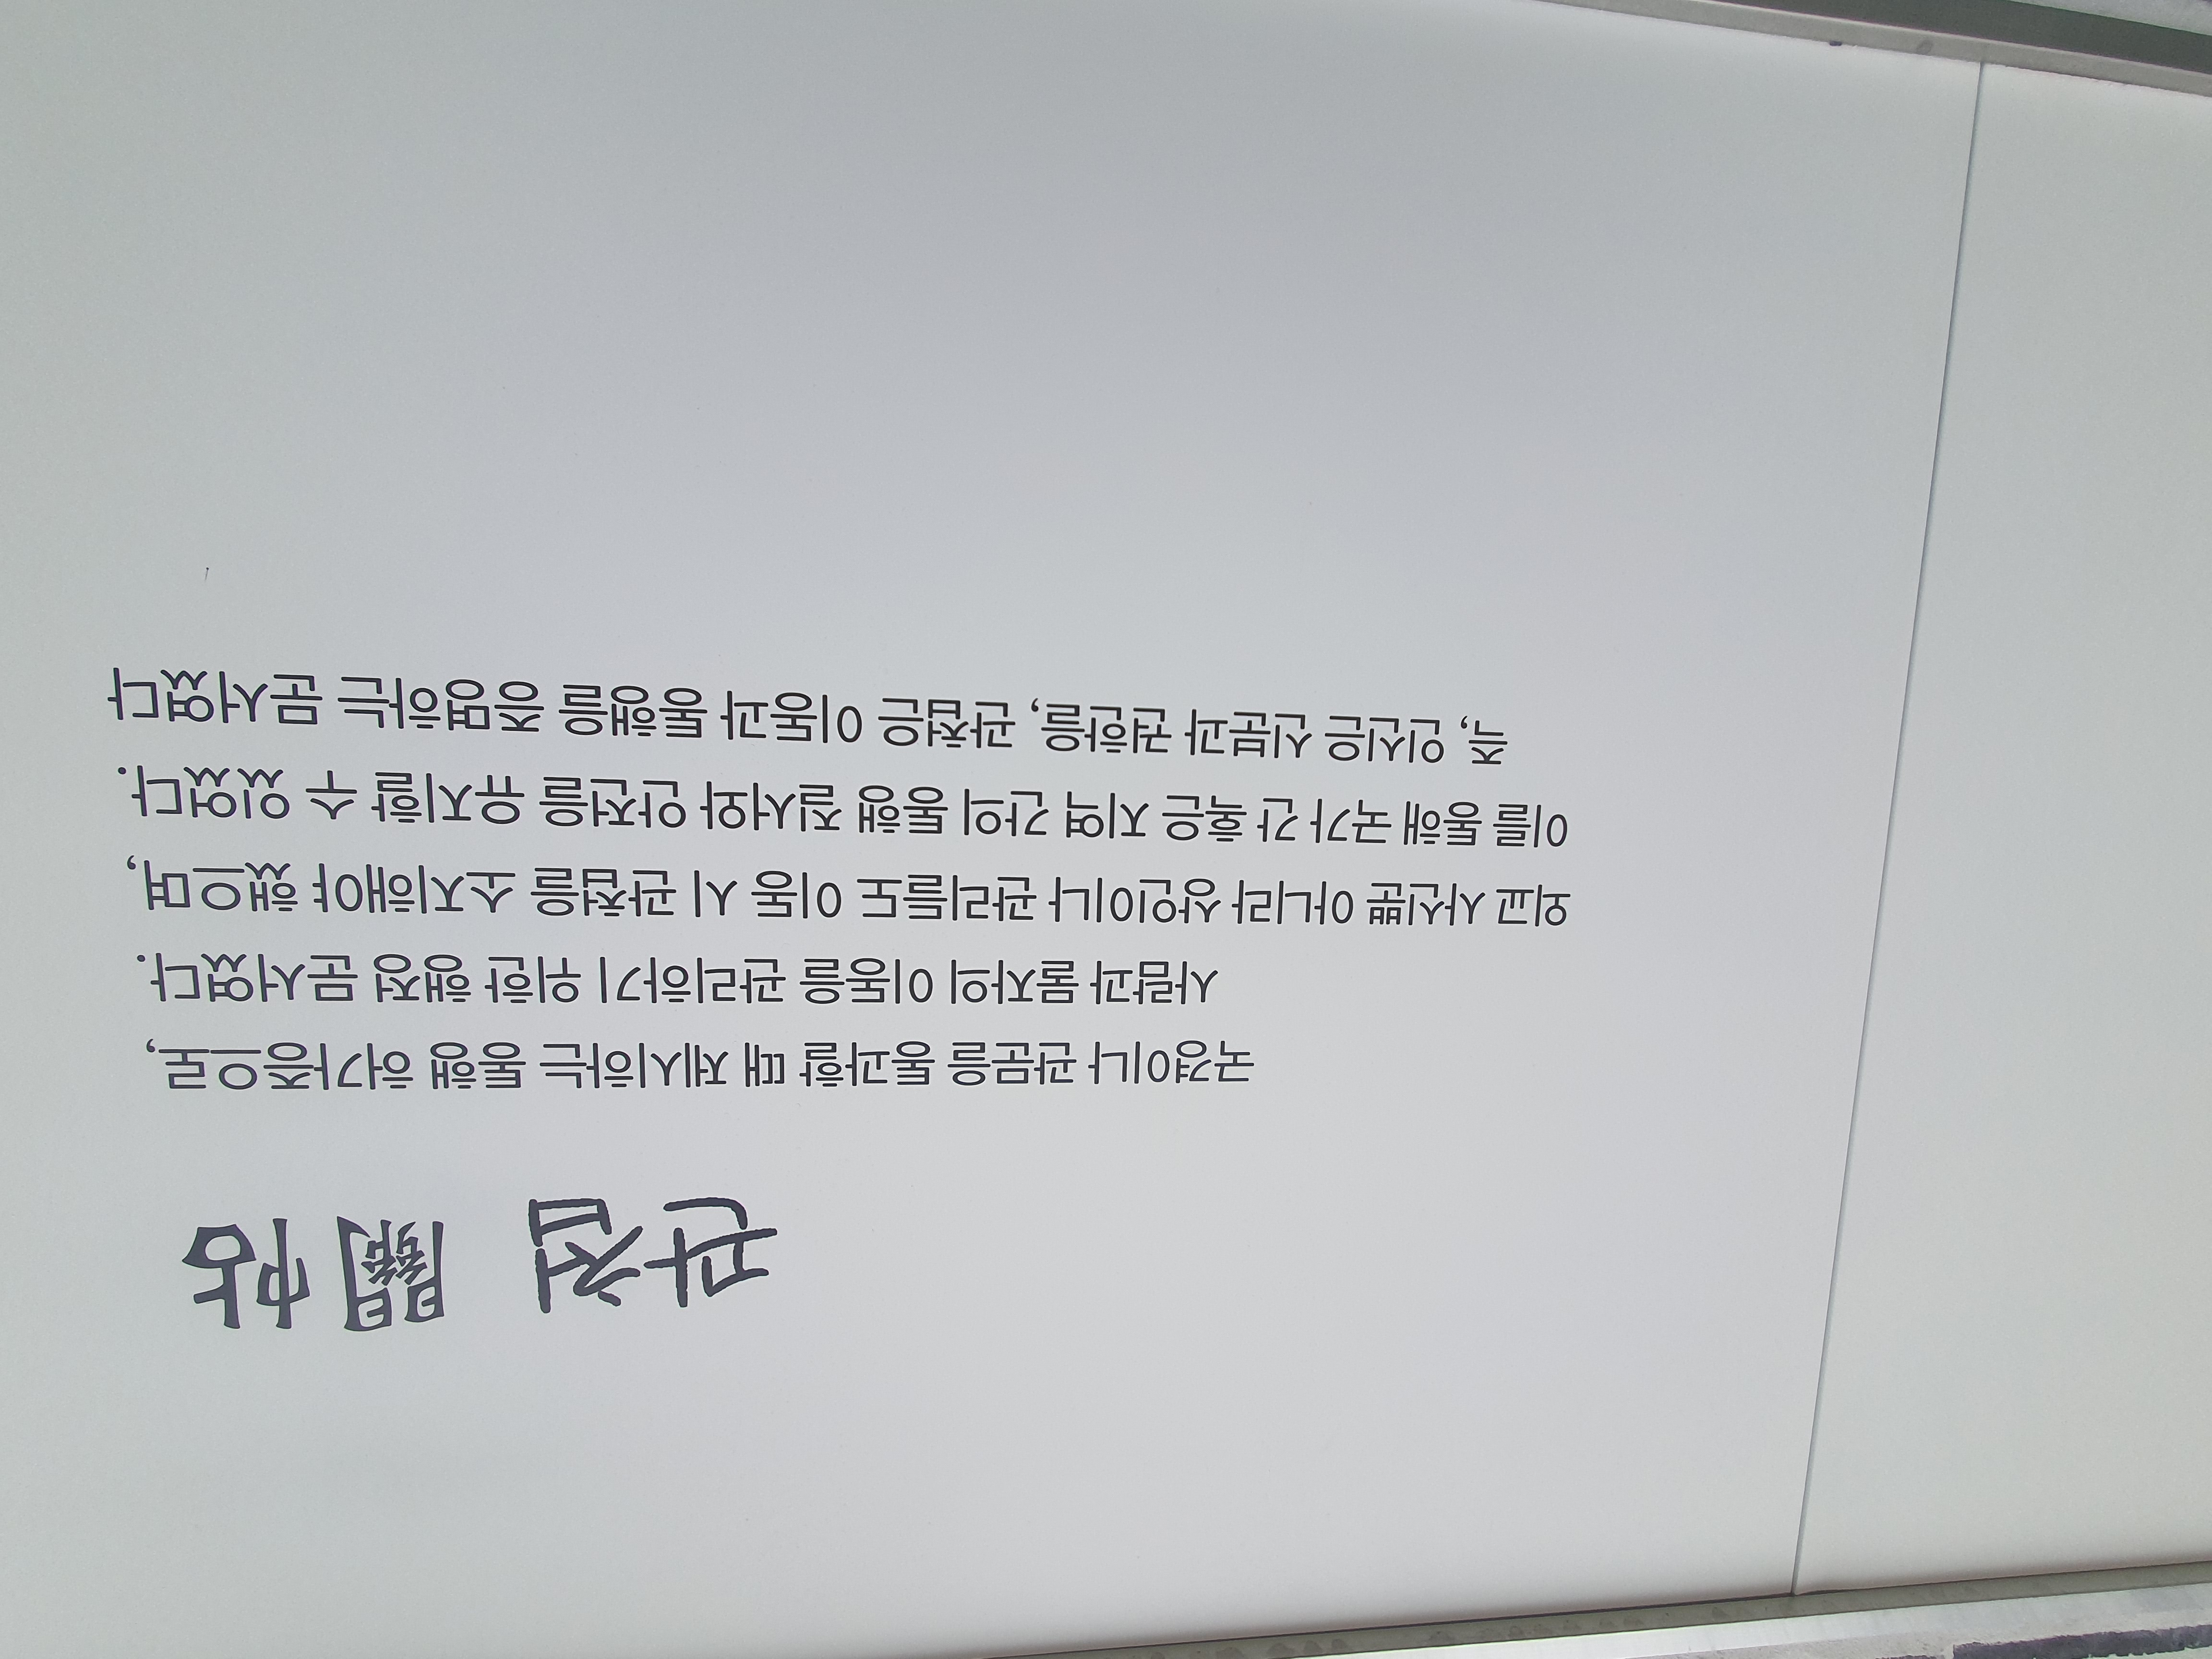 관첩 關帖
국경이나 관문을 통과할 때 제시하는 통행 허가증으로,
사람과 물자의 이동을 관리하기 위한 행정 문서였다.
외교 사신뿐 아니라 상인이나 관리들도 이동 시 관첩을 소지해야 했으며,
이를 통해 국가 간 혹은 지역 간의 통행 질서와 안전을 유지할 수 있었다.
즉, 인신은 신분과 권한을, 관첩은 이동과 통행을 증명하는 문서였다